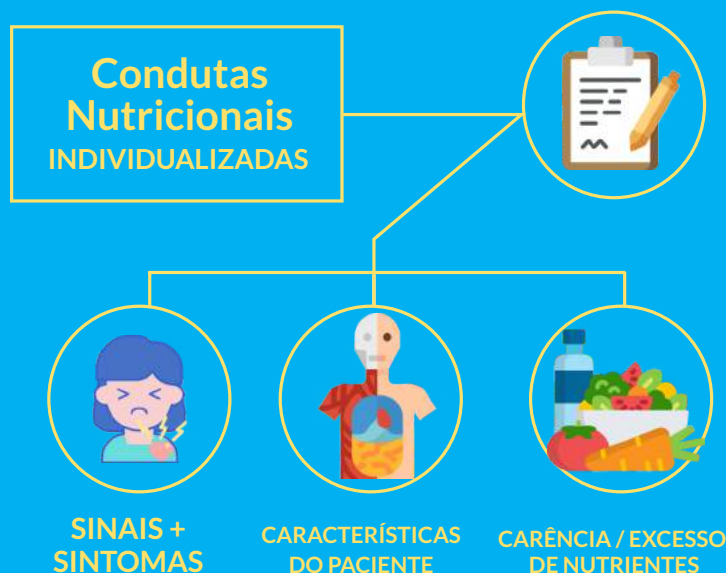 Condutas
Nutricionais
INDIVIDUALIZADAS
SINAIS +
SINTOMAS
CARACTERÍSTICAS
DO PACIENTE
CARÊNCIA / EXCESSO
DE NUTRIENTES